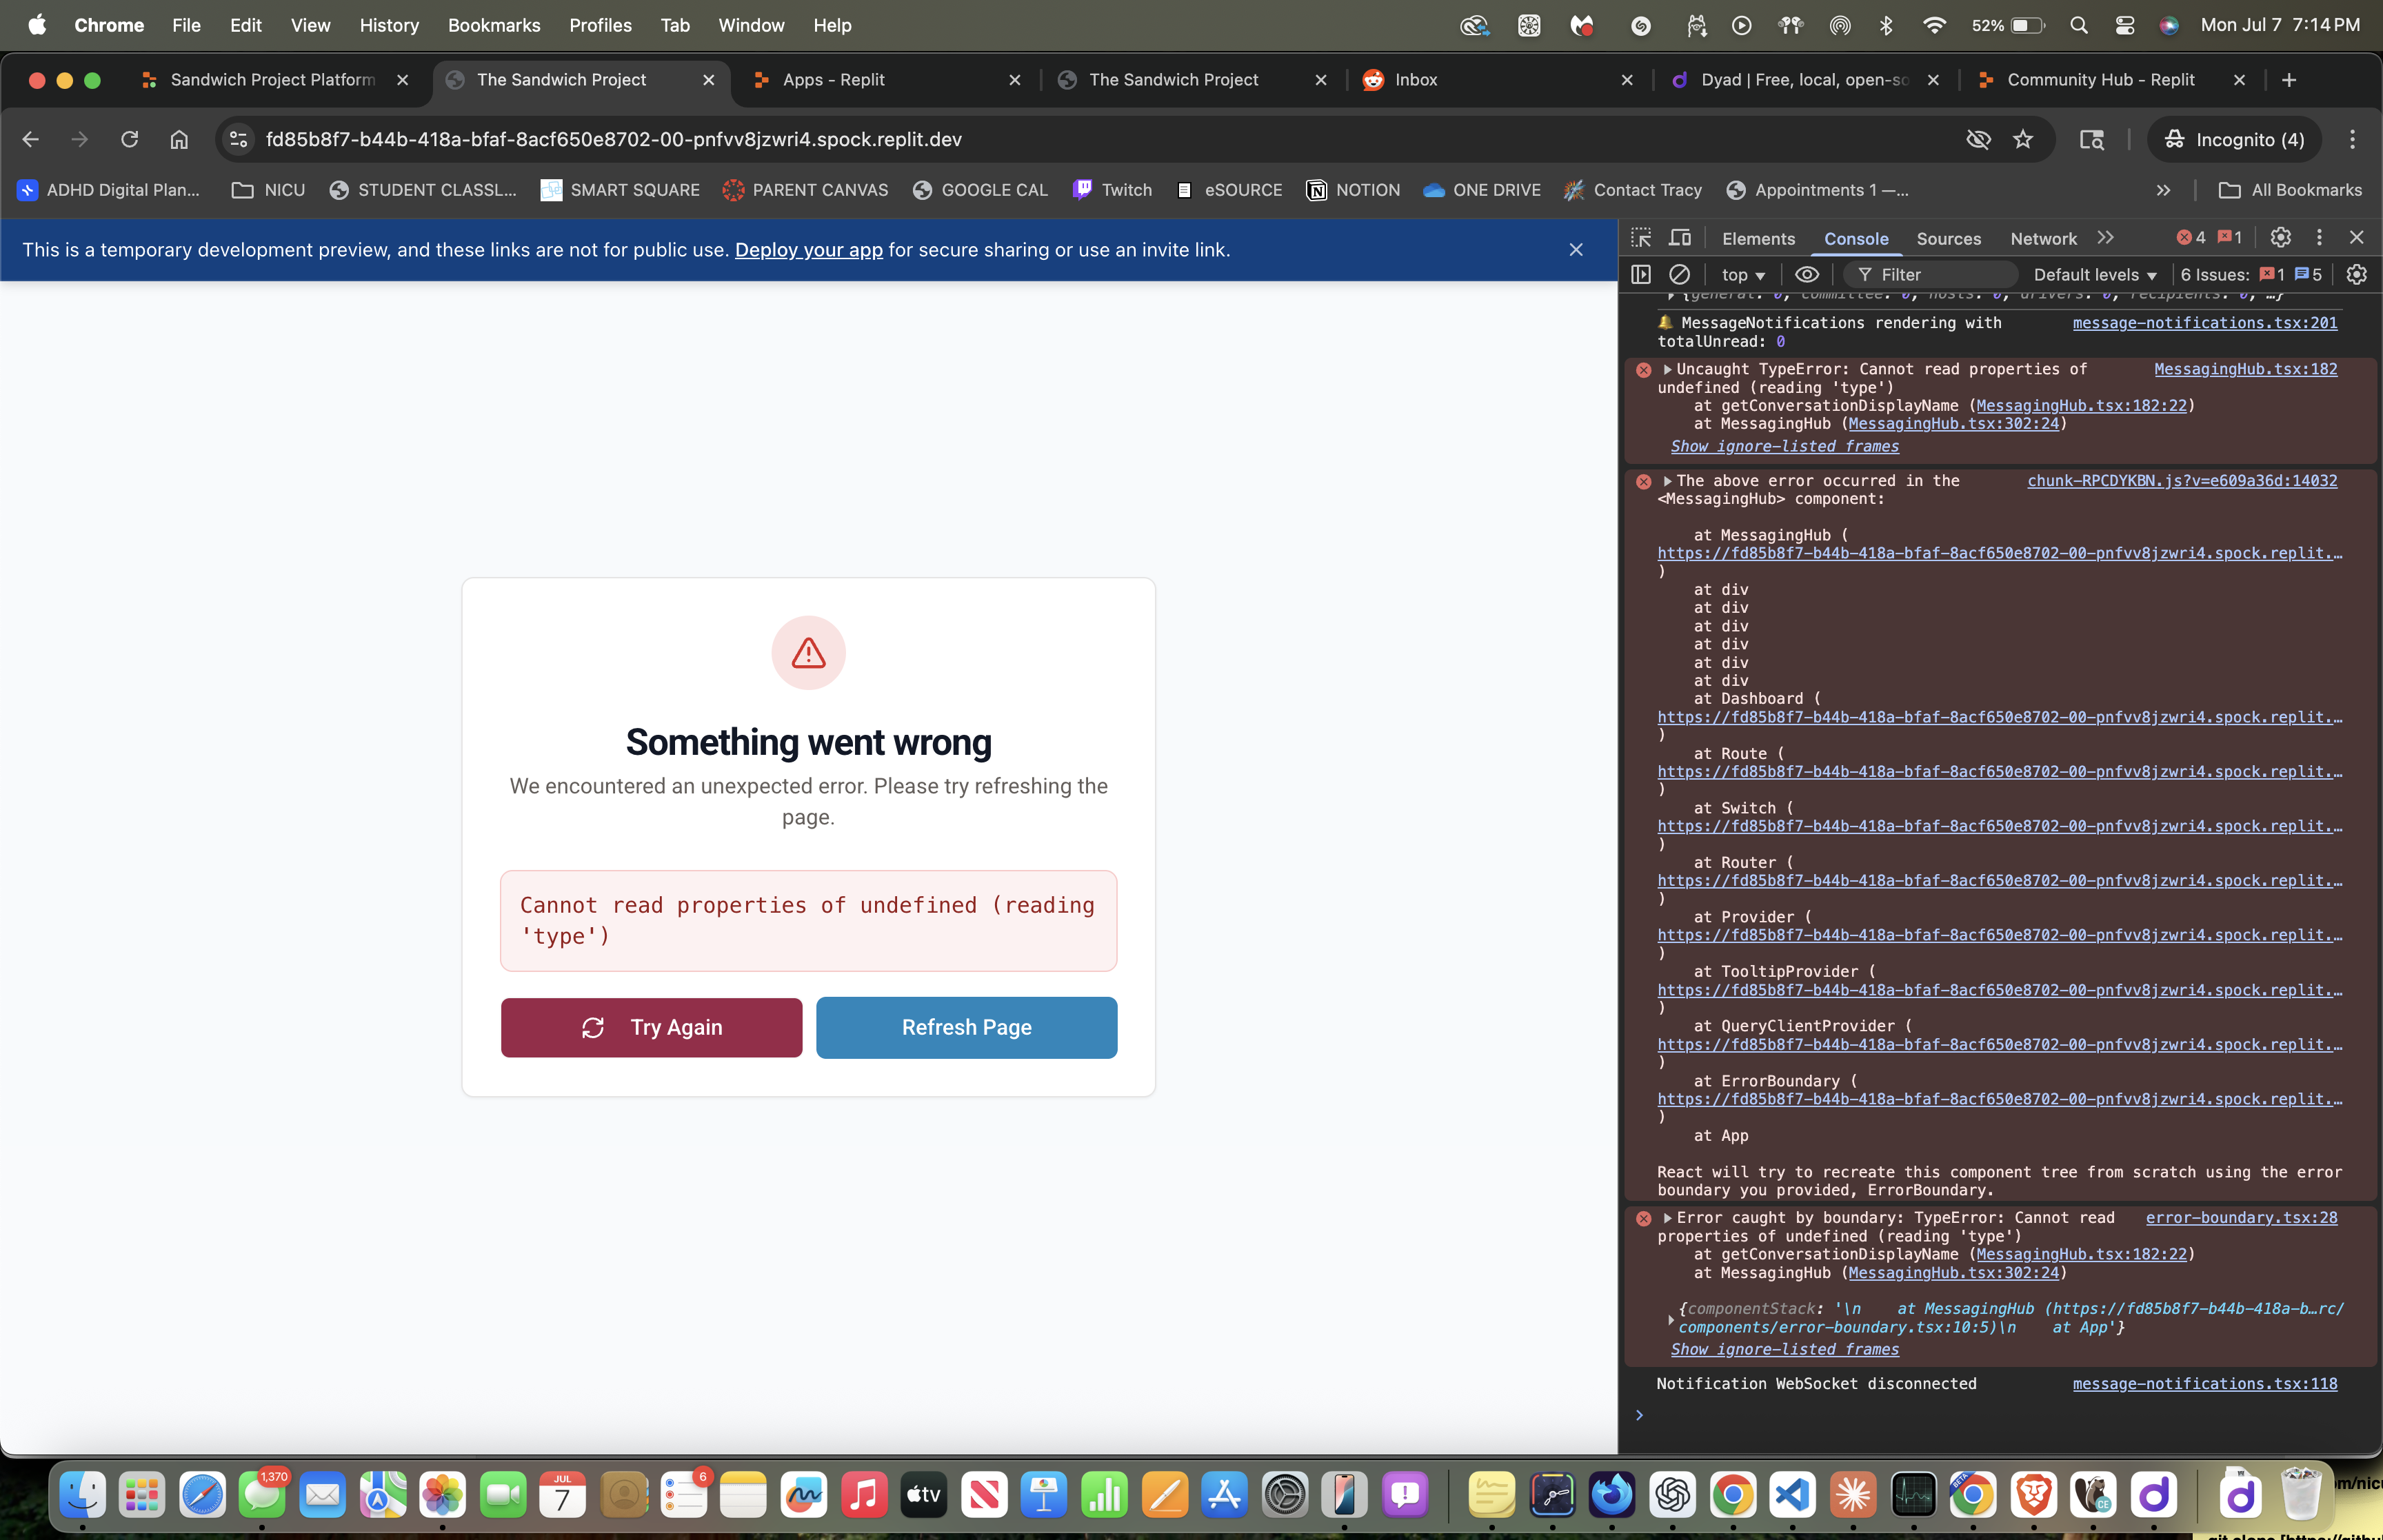 Chrome File Edit View History Bookmarks Profiles Tab Window Help 52% Mon Jul 7 7:14 PM
Sandwich Project Platform The Sandwich Project Apps - Replit The Sandwich Project Inbox Dyad | Free, local, open-so Community Hub - Replit
fd85b8f7-b44b-418a-bfaf-8acf650e8702-00-pnfvv8jzwri4.spock.replit.dev Incognito (4)
ADHD Digital Plan... NICU STUDENT CLASSL... SMART SQUARE PARENT CANVAS GOOGLE CAL Twitch eSOURCE NOTION ONE DRIVE Contact Tracy Appointments 1 —... All Bookmarks
This is a temporary development preview, and these links are not for public use. Deploy your app for secure sharing or use an invite link.
Something went wrong
We encountered an unexpected error. Please try refreshing the
page.
Cannot read properties of undefined (reading
'type')
Try Again Refresh Page
Elements Console Sources Network 4 1
top Filter Default levels 6 Issues: 1 5
{general: 0, committee: 0, hosts: 0, drivers: 0, recipients: 0, …}
🔔 MessageNotifications rendering with message-notifications.tsx:201
totalUnread: 0
Uncaught TypeError: Cannot read properties of MessagingHub.tsx:182
undefined (reading 'type')
at getConversationDisplayName (MessagingHub.tsx:182:22)
at MessagingHub (MessagingHub.tsx:302:24)
Show ignore-listed frames
The above error occurred in the chunk-RPCDYKBN.js?v=e609a36d:14032
<MessagingHub> component:
at MessagingHub (
https://fd85b8f7-b44b-418a-bfaf-8acf650e8702-00-pnfvv8jzwri4.spock.replit.…
)
at div
at div
at div
at div
at div
at div
at Dashboard (
https://fd85b8f7-b44b-418a-bfaf-8acf650e8702-00-pnfvv8jzwri4.spock.replit.…
)
at Route (
https://fd85b8f7-b44b-418a-bfaf-8acf650e8702-00-pnfvv8jzwri4.spock.replit.…
)
at Switch (
https://fd85b8f7-b44b-418a-bfaf-8acf650e8702-00-pnfvv8jzwri4.spock.replit.…
)
at Router (
https://fd85b8f7-b44b-418a-bfaf-8acf650e8702-00-pnfvv8jzwri4.spock.replit.…
)
at Provider (
https://fd85b8f7-b44b-418a-bfaf-8acf650e8702-00-pnfvv8jzwri4.spock.replit.…
)
at TooltipProvider (
https://fd85b8f7-b44b-418a-bfaf-8acf650e8702-00-pnfvv8jzwri4.spock.replit.…
)
at QueryClientProvider (
https://fd85b8f7-b44b-418a-bfaf-8acf650e8702-00-pnfvv8jzwri4.spock.replit.…
)
at ErrorBoundary (
https://fd85b8f7-b44b-418a-bfaf-8acf650e8702-00-pnfvv8jzwri4.spock.replit.…
)
at App
React will try to recreate this component tree from scratch using the error
boundary you provided, ErrorBoundary.
Error caught by boundary: TypeError: Cannot read error-boundary.tsx:28
properties of undefined (reading 'type')
at getConversationDisplayName (MessagingHub.tsx:182:22)
at MessagingHub (MessagingHub.tsx:302:24)
{componentStack: '\n at MessagingHub (https://fd85b8f7-b44b-418a-b…rc/
components/error-boundary.tsx:10:5)\n at App'}
Show ignore-listed frames
Notification WebSocket disconnected message-notifications.tsx:118
1,370 JUL 7 6 tv BETA CE